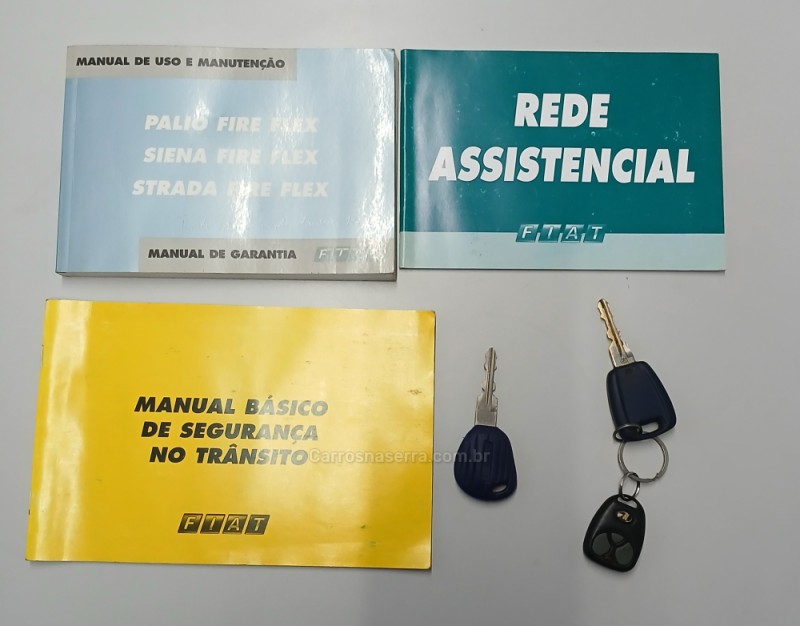 MANUAL DE USO E MANUTENÇÃO
PALIO FIRE FLEX
SIENA FIRE FLEX
STRADA FIRE FLEX
MANUAL DE GARANTIA
FIAT
REDE
ASSISTENCIAL
FIAT
MANUAL BÁSICO
DE SEGURANÇA
NO TRÂNSITO
Carrosnaserra.com.br
FIAT